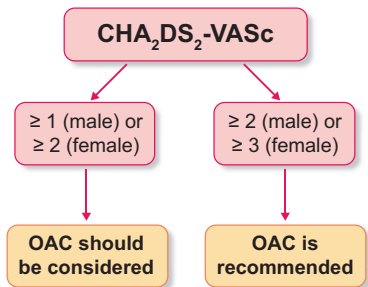 CHA₂DS₂-VASc
≥ 1 (male) or
≥ 2 (female)
≥ 2 (male) or
≥ 3 (female)
OAC should
be considered
OAC is
recommended